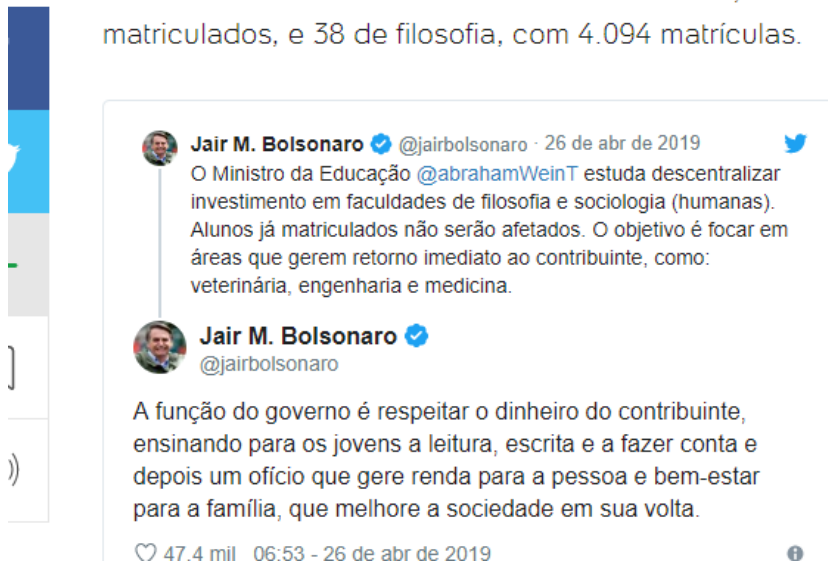 matriculados, e 38 de filosofia, com 4.094 matrículas.
Jair M. Bolsonaro @jairbolsonaro · 26 de abr de 2019
O Ministro da Educação @abrahamWeinT estuda descentralizar
investimento em faculdades de filosofia e sociologia (humanas).
Alunos já matriculados não serão afetados. O objetivo é focar em
áreas que gerem retorno imediato ao contribuinte, como:
veterinária, engenharia e medicina.
Jair M. Bolsonaro
@jairbolsonaro
A função do governo é respeitar o dinheiro do contribuinte,
ensinando para os jovens a leitura, escrita e a fazer conta e
depois um ofício que gere renda para a pessoa e bem-estar
para a família, que melhore a sociedade em sua volta.
47,4 mil 06:53 - 26 de abr de 2019